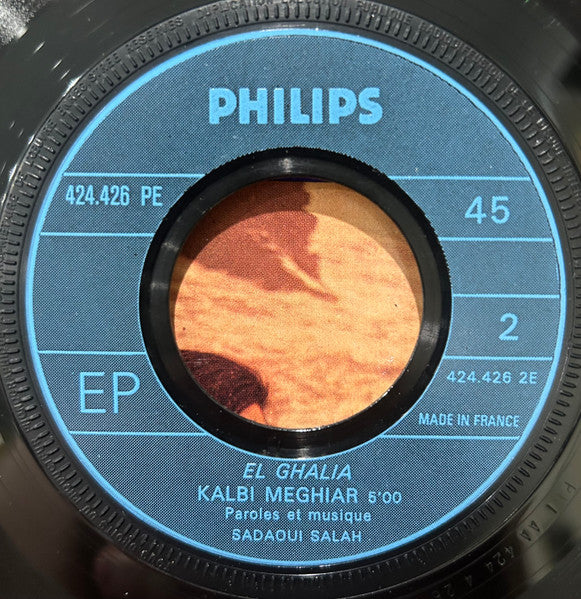 PHILIPS
424.426 PE
45
2
EP
424.426 2E
MADE IN FRANCE
EL GHALIA
KALBI MEGHIAR 5'00
Paroles et musique
SADAOUI SALAH